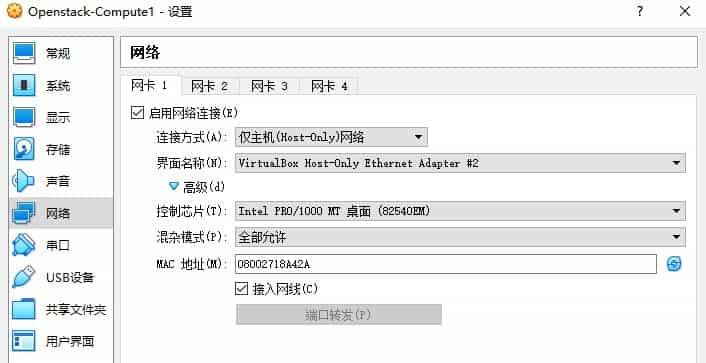 Openstack-Compute1 - 设置
常规
系统
显示
存储
声音
网络
串口
USB设备
共享文件夹
用户界面
网络
网卡 1 网卡 2 网卡 3 网卡 4
启用网络连接(E)
连接方式(A): 仅主机(Host-Only)网络
界面名称(N): VirtualBox Host-Only Ethernet Adapter #2
高级(d)
控制芯片(T): Intel PRO/1000 MT 桌面 (82540EM)
混杂模式(P): 全部允许
MAC 地址(M): 08002718A42A
接入网线(C)
端口转发(P)